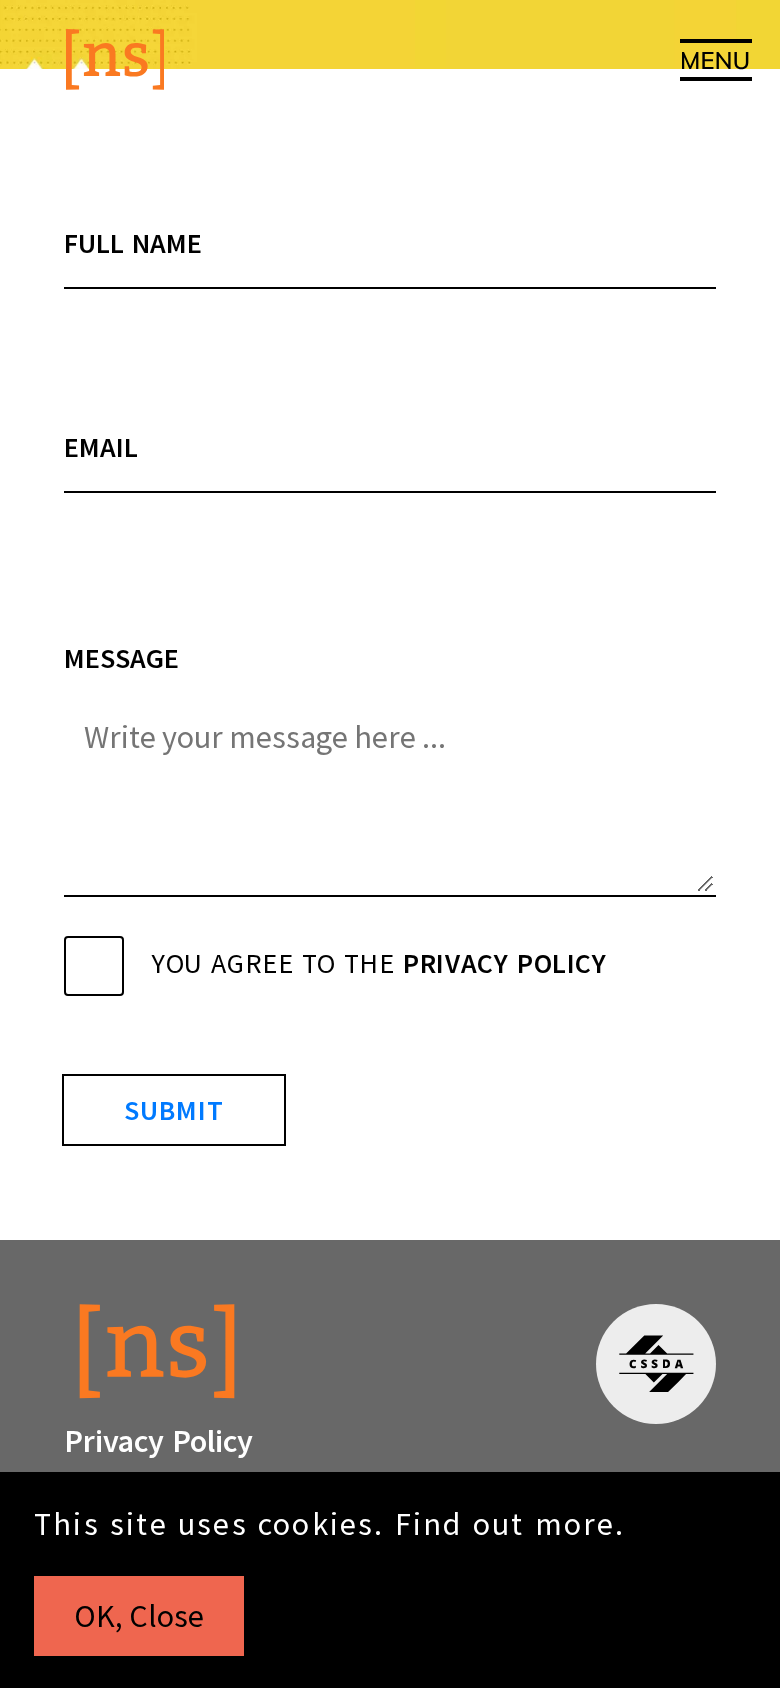 [ns]
MENU
FULL NAME
EMAIL
MESSAGE
Write your message here ...
YOU AGREE TO THE PRIVACY POLICY
SUBMIT
[ns]
CSSDA
Privacy Policy
This site uses cookies. Find out more.
OK, Close